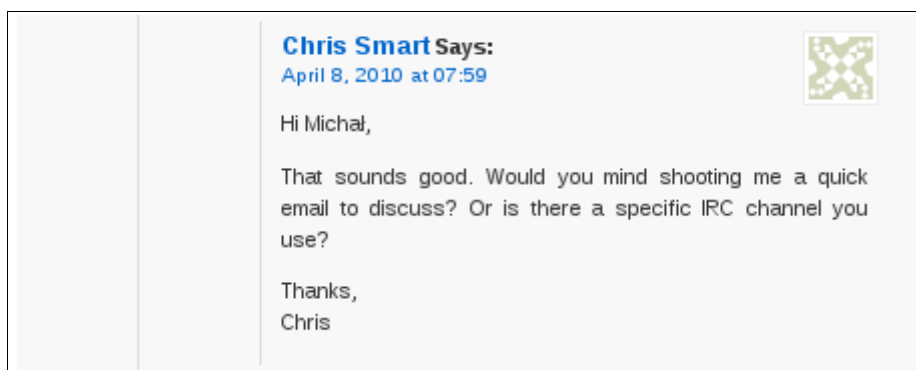 Chris Smart Says:
April 8, 2010 at 07:59
Hi Michał,
That sounds good. Would you mind shooting me a quick
email to discuss? Or is there a specific IRC channel you
use?
Thanks,
Chris